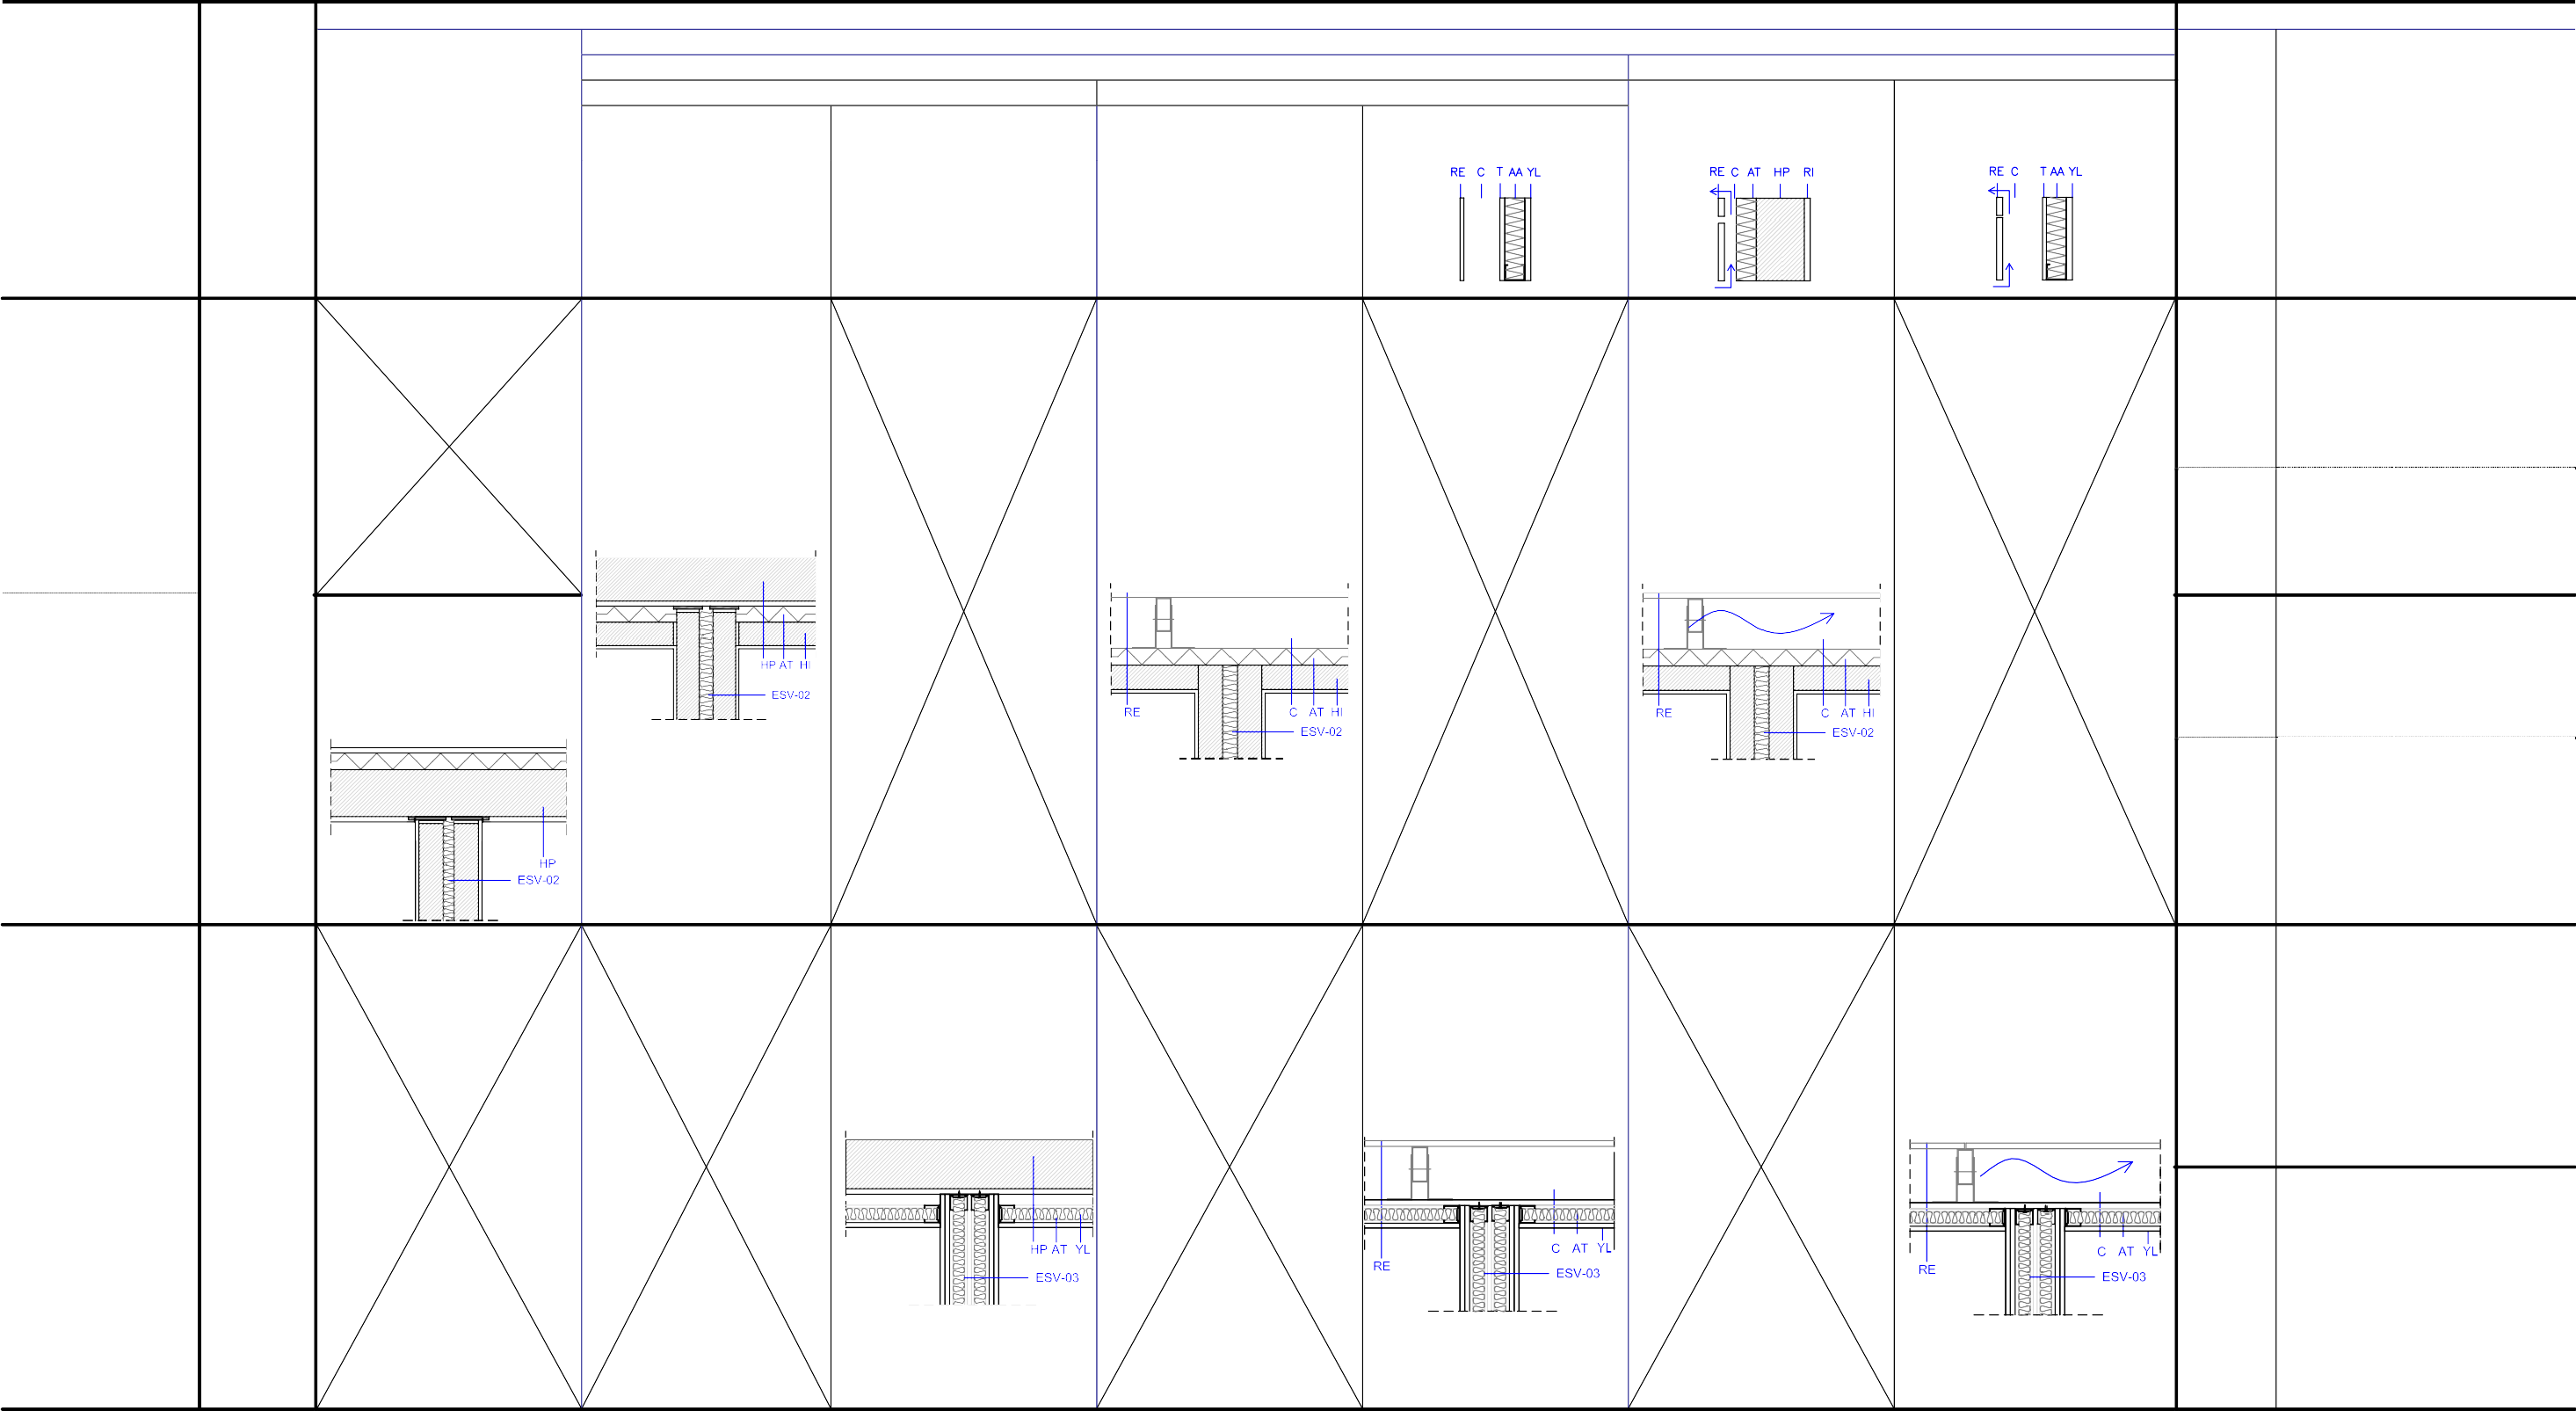 RE C T AA YL
RE C AT HP RI
RE C T AA YL
HP AT HI
ESV-02
RE C AT HI
ESV-02
RE C AT HI
ESV-02
HP
ESV-02
HP AT YL
ESV-03
C AT YL
RE
ESV-03
C AT YL
RE
ESV-03